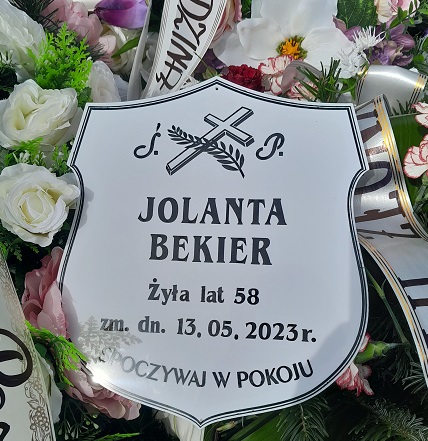 Ś. P.
JOLANTA
BEKIER
Żyła lat 58
zm. dn. 13. 05. 2023 r.
SPOCZYWAJ W POKOJU